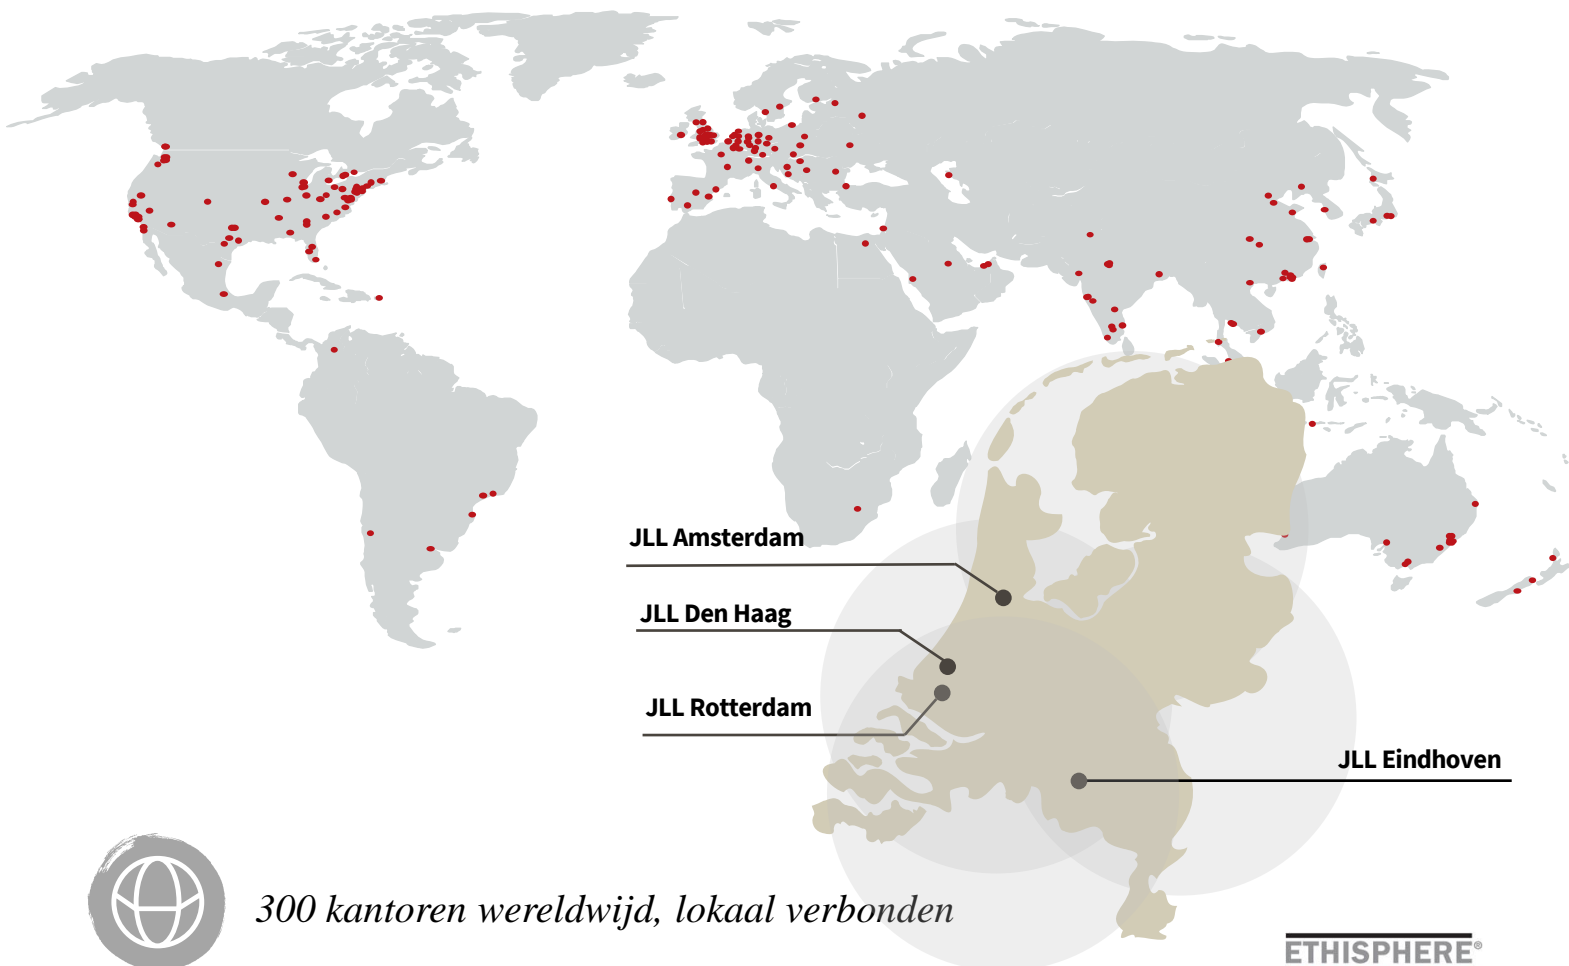 JLL Amsterdam
JLL Den Haag
JLL Rotterdam
JLL Eindhoven
300 kantoren wereldwijd, lokaal verbonden
ETHISPHERE®